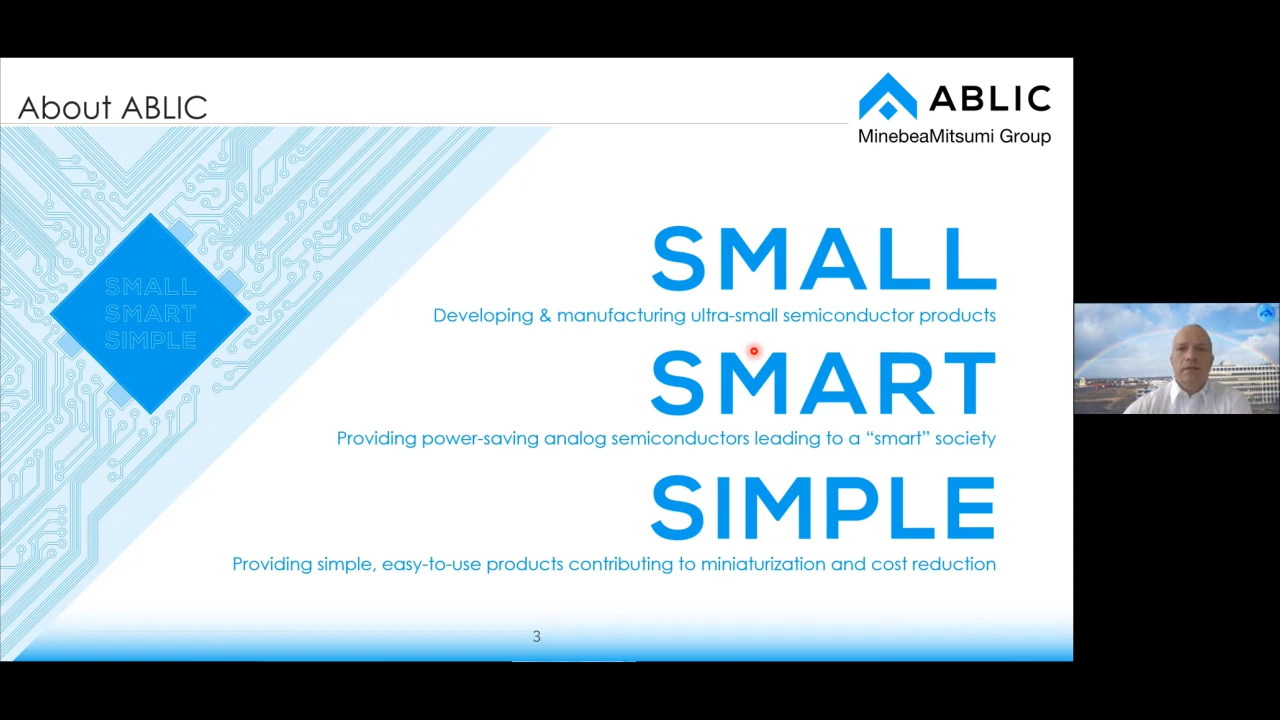 About ABLIC
ABLIC
MinebeaMitsumi Group
SMALL
SMART
SIMPLE
SMALL
Developing & manufacturing ultra-small semiconductor products
SMART
Providing power-saving analog semiconductors leading to a “smart” society
SIMPLE
Providing simple, easy-to-use products contributing to miniaturization and cost reduction
3